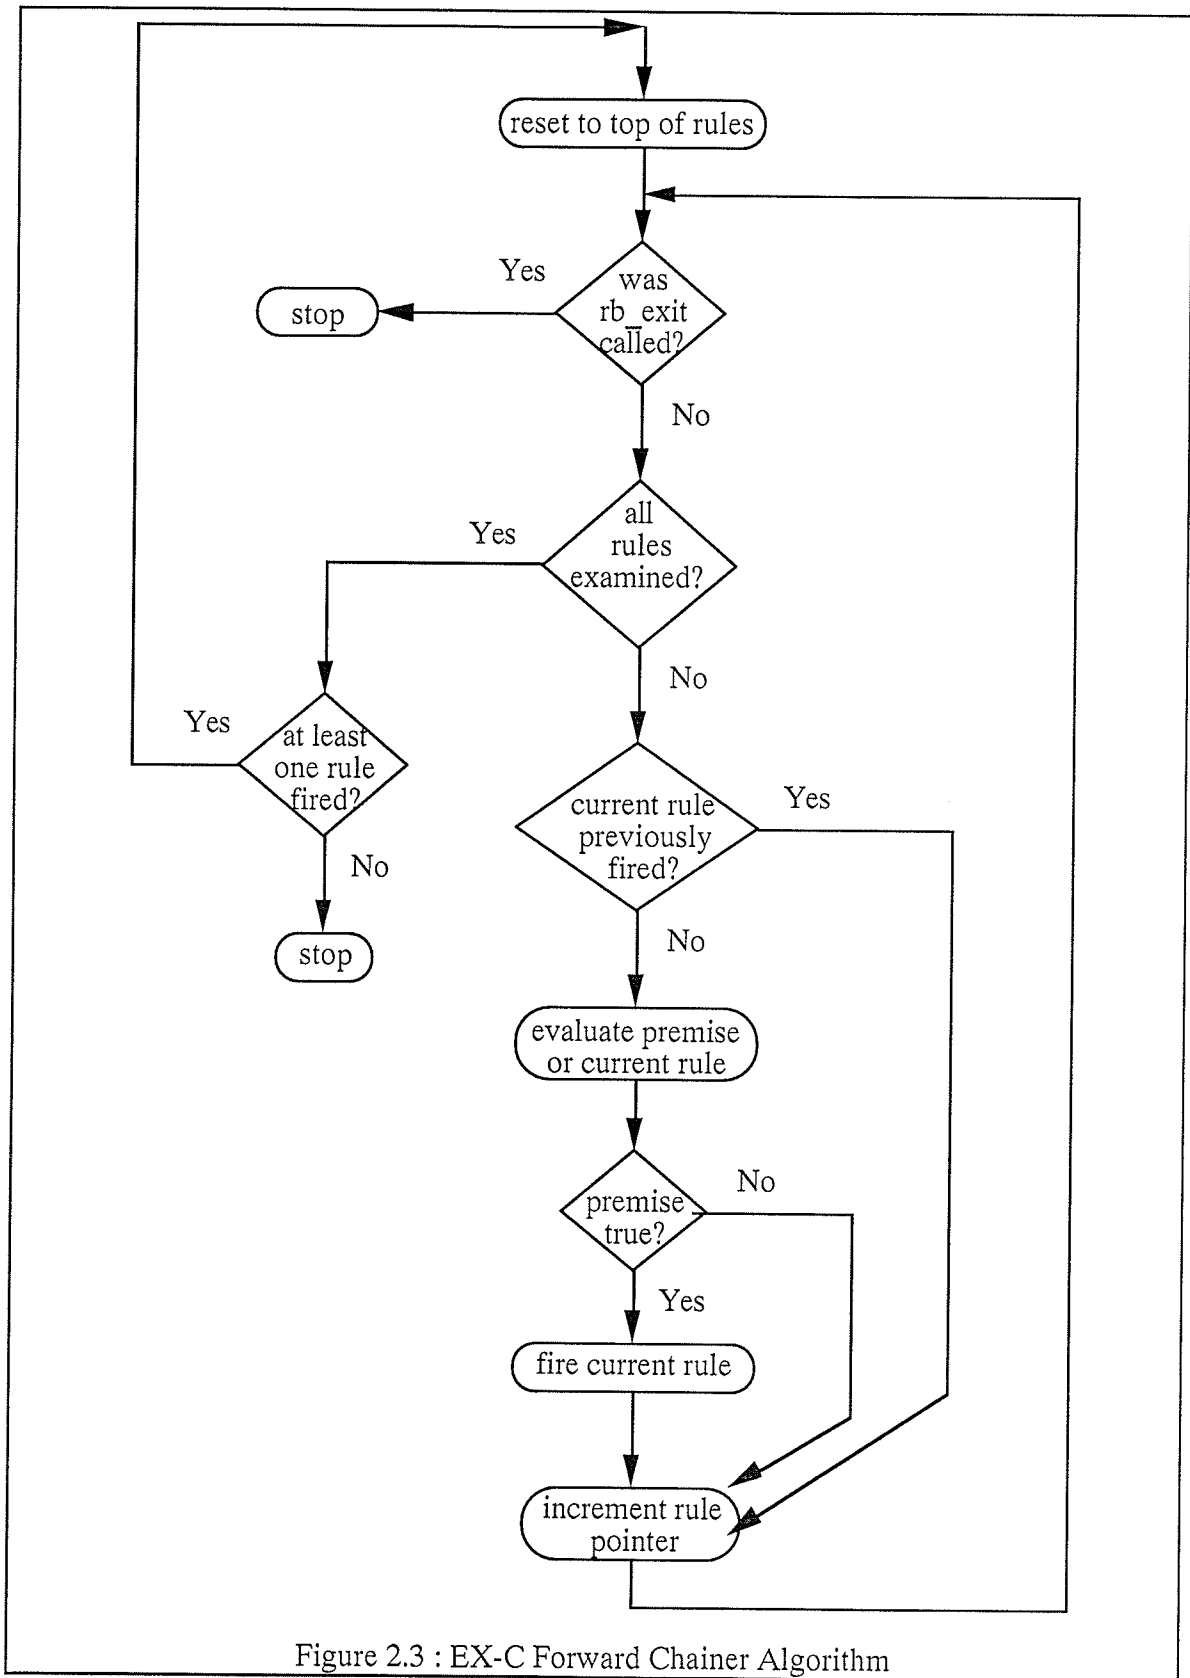 reset to top of rules
Yes
was
rb_exit
called?
stop
No
all
rules
examined?
Yes
No
Yes
at least
one rule
fired?
current rule
previously
fired?
Yes
No
No
stop
evaluate premise
or current rule
premise
true?
No
Yes
fire current rule
increment rule
pointer
Figure 2.3 : EX-C Forward Chainer Algorithm